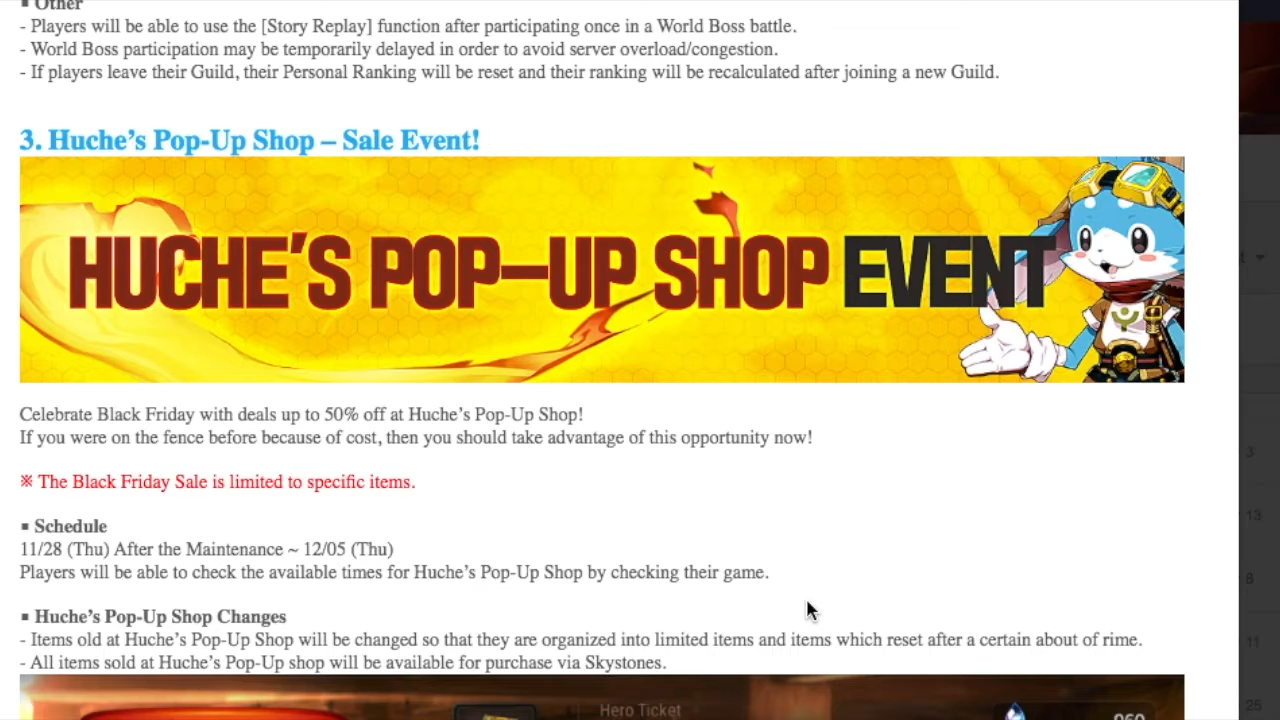 ▪ Other
- Players will be able to use the [Story Replay] function after participating once in a World Boss battle.
- World Boss participation may be temporarily delayed in order to avoid server overload/congestion.
- If players leave their Guild, their Personal Ranking will be reset and their ranking will be recalculated after joining a new Guild.
3. Huche’s Pop-Up Shop – Sale Event!
HUCHE’S POP–UP SHOP EVENT
Celebrate Black Friday with deals up to 50% off at Huche’s Pop-Up Shop!
If you were on the fence before because of cost, then you should take advantage of this opportunity now!
※ The Black Friday Sale is limited to specific items.
▪ Schedule
11/28 (Thu) After the Maintenance ~ 12/05 (Thu)
Players will be able to check the available times for Huche’s Pop-Up Shop by checking their game.
▪ Huche’s Pop-Up Shop Changes
- Items old at Huche’s Pop-Up Shop will be changed so that they are organized into limited items and items which reset after a certain about of rime.
- All items sold at Huche’s Pop-Up shop will be available for purchase via Skystones.
Hero Ticket
3
13
8
11
25